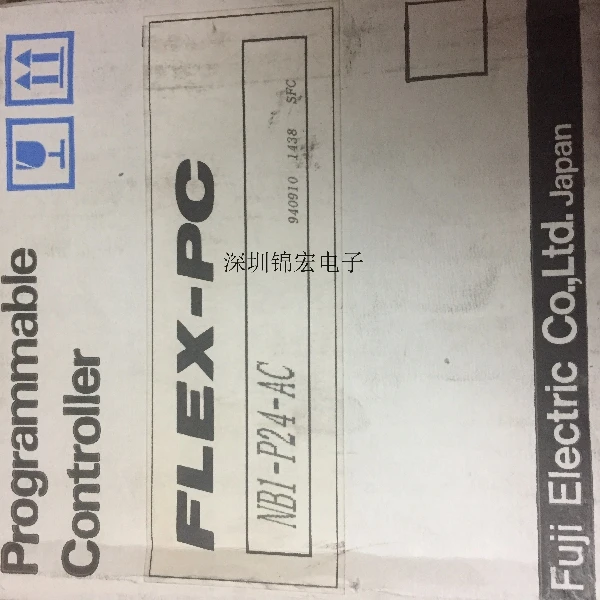 Programmable
Controller
FLEX-PC
NB1-P24-AC
940910 1438 SFC
深圳锦宏电子
Fuji Electric Co.,Ltd. Japan